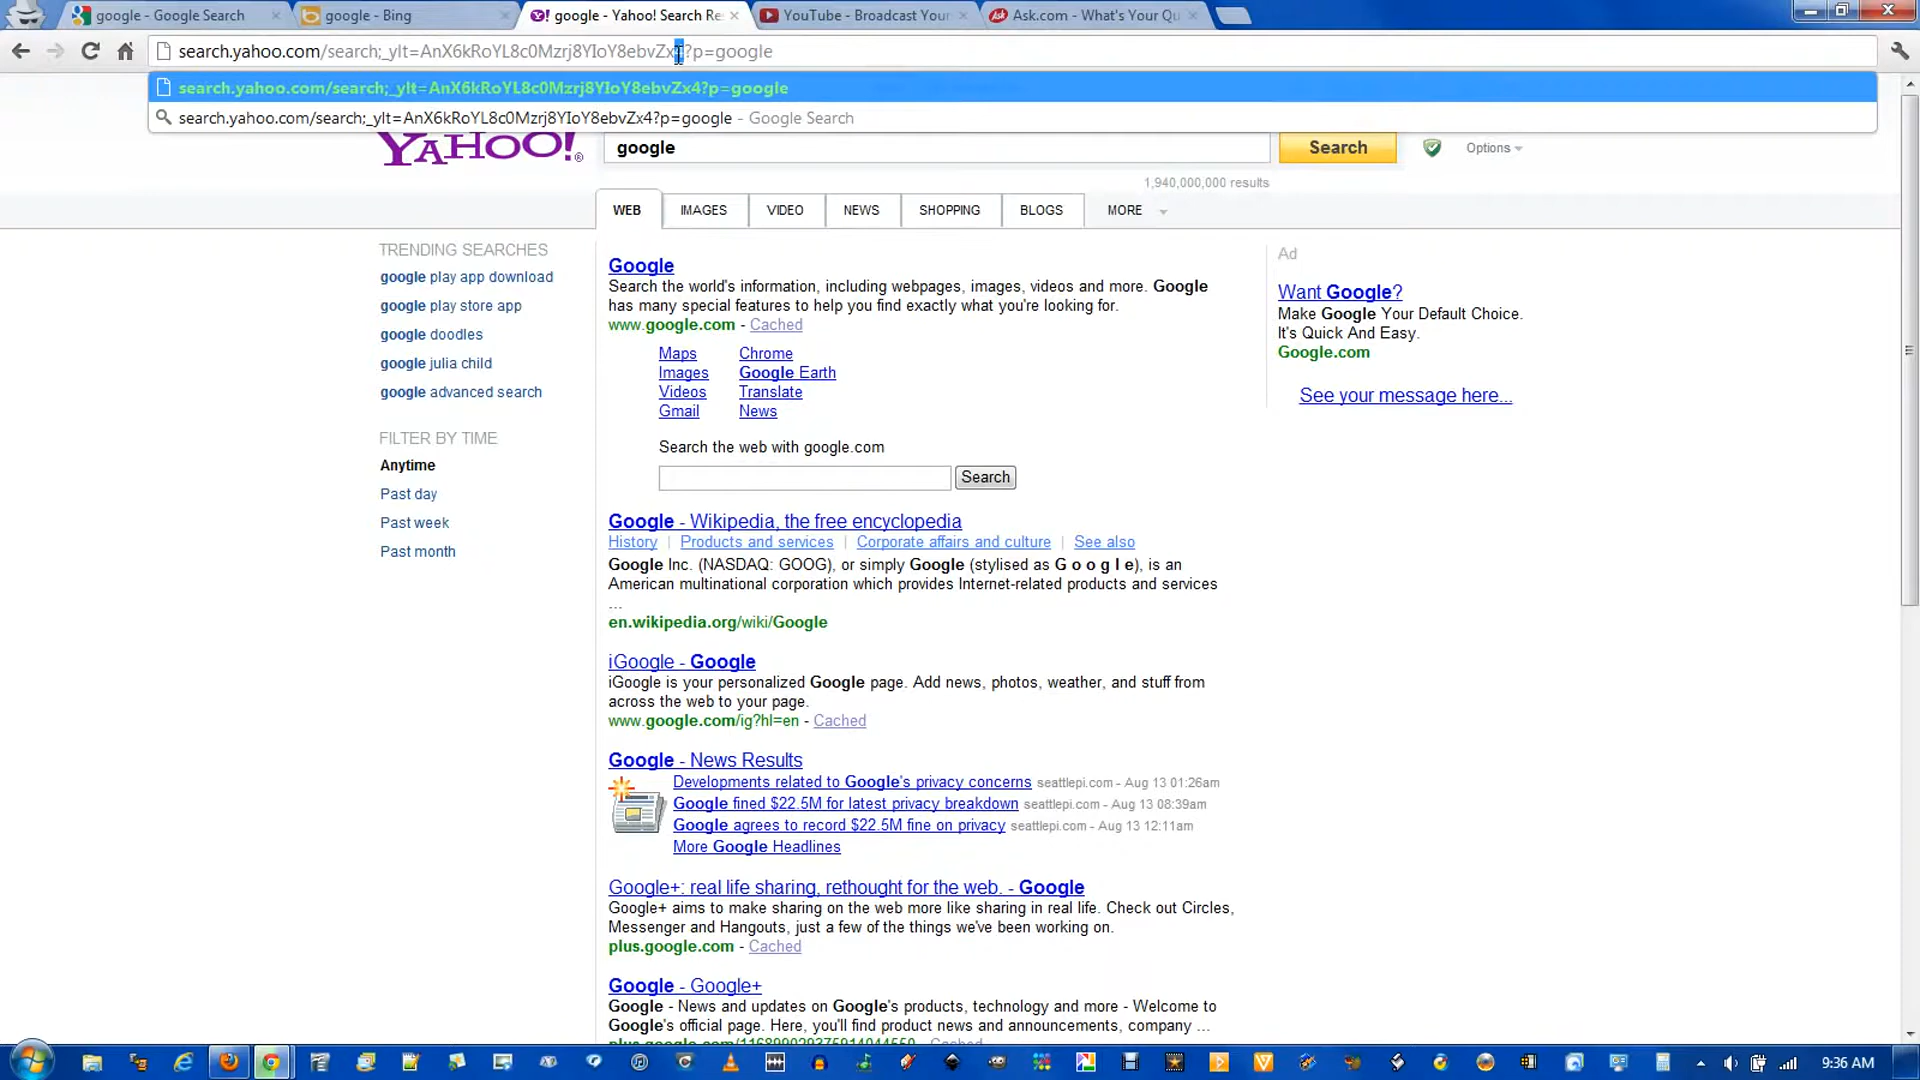 google - Google Search
google - Bing
google - Yahoo! Search Re
YouTube - Broadcast Your
Ask.com - What's Your Qu
search.yahoo.com/search;_ylt=AnX6kRoYL8c0Mzrj8YIoY8ebvZx4?p=google
search.yahoo.com/search;_ylt=AnX6kRoYL8c0Mzrj8YIoY8ebvZx4?p=google
search.yahoo.com/search;_ylt=AnX6kRoYL8c0Mzrj8YIoY8ebvZx4?p=google - Google Search
YAHOO!®
google
Search
Options
1,940,000,000 results
WEB IMAGES VIDEO NEWS SHOPPING BLOGS MORE
TRENDING SEARCHES
google play app download
google play store app
google doodles
google julia child
google advanced search
FILTER BY TIME
Anytime
Past day
Past week
Past month
Google
Search the world's information, including webpages, images, videos and more. Google
has many special features to help you find exactly what you're looking for.
www.google.com - Cached
Maps Chrome
Images Google Earth
Videos Translate
Gmail News
Search the web with google.com
Search
Google - Wikipedia, the free encyclopedia
History | Products and services | Corporate affairs and culture | See also
Google Inc. (NASDAQ: GOOG), or simply Google (stylised as G o o g l e), is an
American multinational corporation which provides Internet-related products and services
...
en.wikipedia.org/wiki/Google
iGoogle - Google
iGoogle is your personalized Google page. Add news, photos, weather, and stuff from
across the web to your page.
www.google.com/ig?hl=en - Cached
Google - News Results
Developments related to Google's privacy concerns seattlepi.com - Aug 13 01:26am
Google fined $22.5M for latest privacy breakdown seattlepi.com - Aug 13 08:39am
Google agrees to record $22.5M fine on privacy seattlepi.com - Aug 13 12:11am
More Google Headlines
Google+: real life sharing, rethought for the web. - Google
Google+ aims to make sharing on the web more like sharing in real life. Check out Circles,
Messenger and Hangouts, just a few of the things we've been working on.
plus.google.com - Cached
Google - Google+
Google - News and updates on Google's products, technology and more - Welcome to
Google's official page. Here, you'll find product news and announcements, company ...
Ad
Want Google?
Make Google Your Default Choice.
It's Quick And Easy.
Google.com
See your message here...
9:36 AM